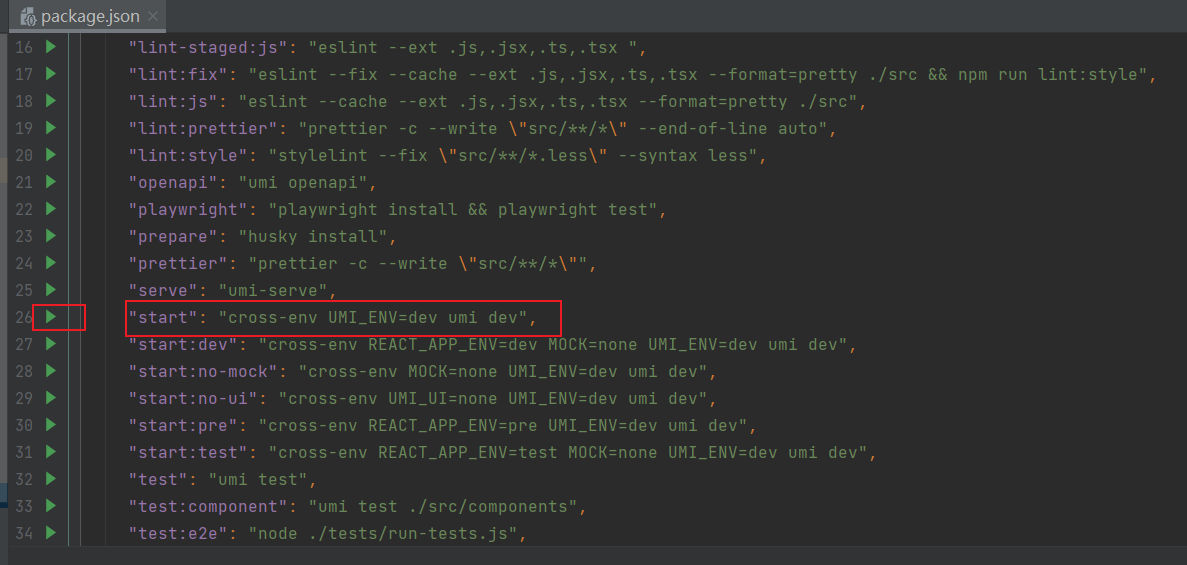 package.json
16 "lint-staged:js": "eslint --ext .js,.jsx,.ts,.tsx ",
17 "lint:fix": "eslint --fix --cache --ext .js,.jsx,.ts,.tsx --format=pretty ./src && npm run lint:style",
18 "lint:js": "eslint --cache --ext .js,.jsx,.ts,.tsx --format=pretty ./src",
19 "lint:prettier": "prettier -c --write \"src/**/*\" --end-of-line auto",
20 "lint:style": "stylelint --fix \"src/**/*.less\" --syntax less",
21 "openapi": "umi openapi",
22 "playwright": "playwright install && playwright test",
23 "prepare": "husky install",
24 "prettier": "prettier -c --write \"src/**/*\"",
25 "serve": "umi-serve",
26 "start": "cross-env UMI_ENV=dev umi dev",
27 "start:dev": "cross-env REACT_APP_ENV=dev MOCK=none UMI_ENV=dev umi dev",
28 "start:no-mock": "cross-env MOCK=none UMI_ENV=dev umi dev",
29 "start:no-ui": "cross-env UMI_UI=none UMI_ENV=dev umi dev",
30 "start:pre": "cross-env REACT_APP_ENV=pre UMI_ENV=dev umi dev",
31 "start:test": "cross-env REACT_APP_ENV=test MOCK=none UMI_ENV=dev umi dev",
32 "test": "umi test",
33 "test:component": "umi test ./src/components",
34 "test:e2e": "node ./tests/run-tests.js",